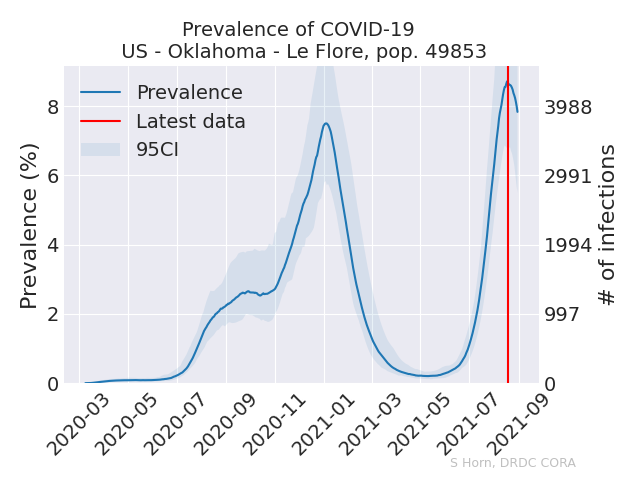 Prevalence of COVID-19
US - Oklahoma - Le Flore, pop. 49853
Prevalence
Latest data
95CI
Prevalence (%)
8
6
4
2
0
# of infections
3988
2991
1994
997
0
2020-03
2020-05
2020-07
2020-09
2020-11
2021-01
2021-03
2021-05
2021-07
2021-09
S Horn, DRDC CORA